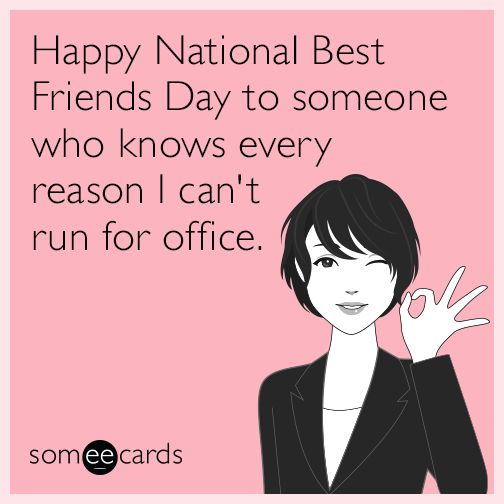 Happy National Best
Friends Day to someone
who knows every
reason I can't
run for office.
someecards